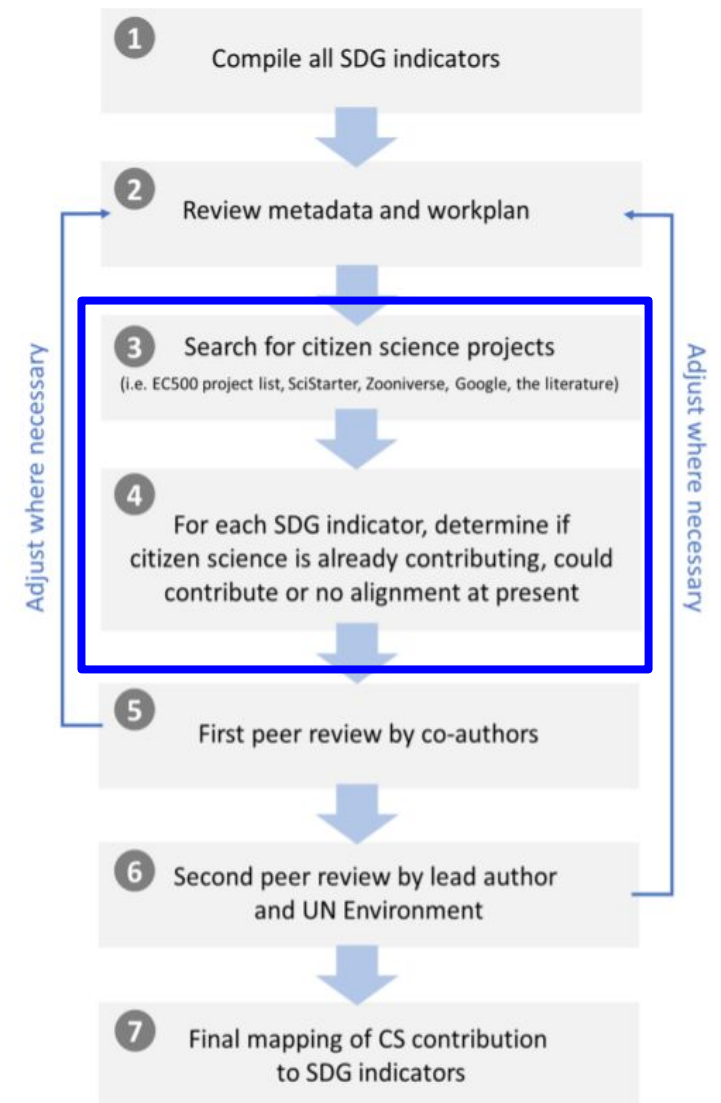 1
Compile all SDG indicators
2
Review metadata and workplan
3
Search for citizen science projects
(i.e. EC500 project list, SciStarter, Zooniverse, Google, the literature)
4
For each SDG indicator, determine if
citizen science is already contributing, could
contribute or no alignment at present
5
First peer review by co-authors
6
Second peer review by lead author
and UN Environment
7
Final mapping of CS contribution
to SDG indicators
Adjust where necessary
Adjust where necessary